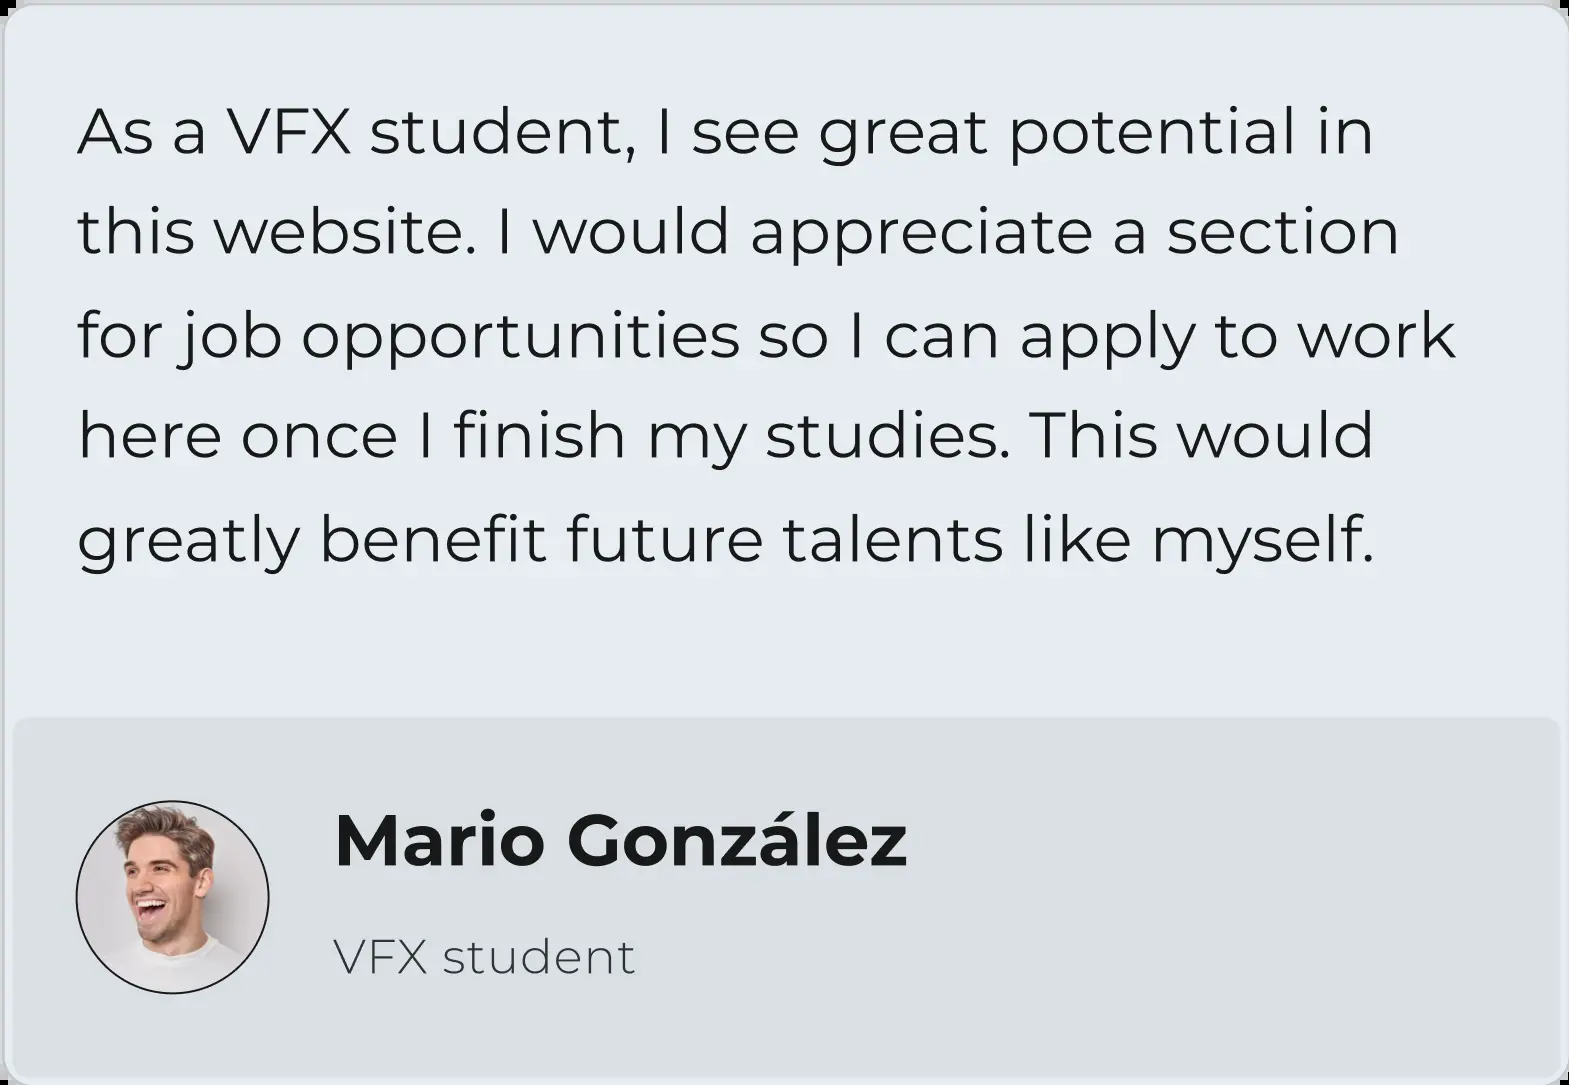 As a VFX student, I see great potential in
this website. I would appreciate a section
for job opportunities so I can apply to work
here once I finish my studies. This would
greatly benefit future talents like myself.
Mario González
VFX student